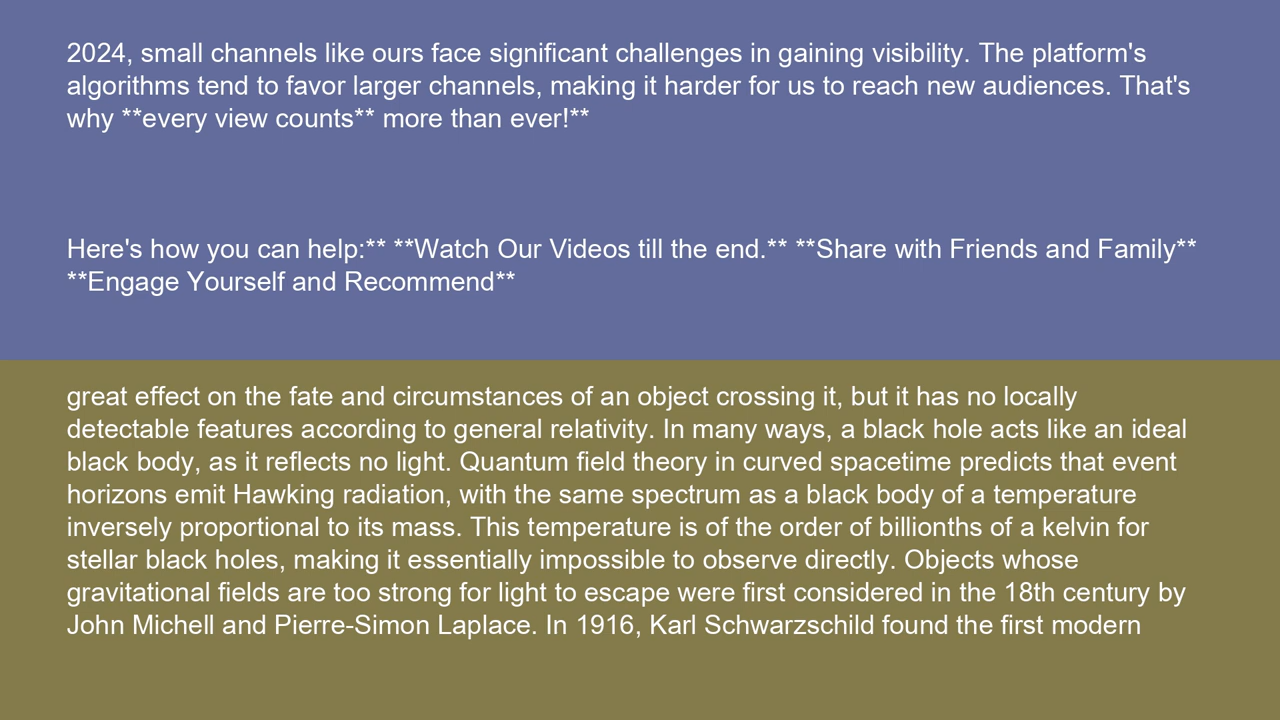 2024, small channels like ours face significant challenges in gaining visibility. The platform's
algorithms tend to favor larger channels, making it harder for us to reach new audiences. That's
why **every view counts** more than ever!**
Here's how you can help:** **Watch Our Videos till the end.** **Share with Friends and Family**
**Engage Yourself and Recommend**
great effect on the fate and circumstances of an object crossing it, but it has no locally
detectable features according to general relativity. In many ways, a black hole acts like an ideal
black body, as it reflects no light. Quantum field theory in curved spacetime predicts that event
horizons emit Hawking radiation, with the same spectrum as a black body of a temperature
inversely proportional to its mass. This temperature is of the order of billionths of a kelvin for
stellar black holes, making it essentially impossible to observe directly. Objects whose
gravitational fields are too strong for light to escape were first considered in the 18th century by
John Michell and Pierre-Simon Laplace. In 1916, Karl Schwarzschild found the first modern